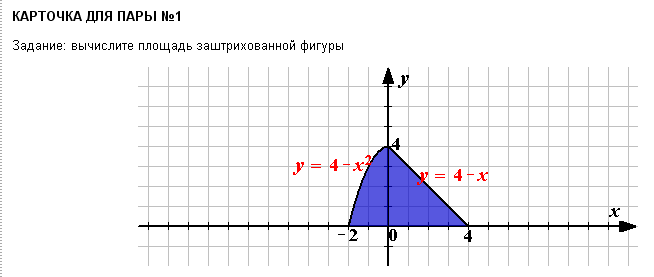 КАРТОЧКА ДЛЯ ПАРЫ №1
Задание: вычислите площадь заштрихованной фигуры
y
4
y = 4 - x²
y = 4 - x
x
-2 0 4